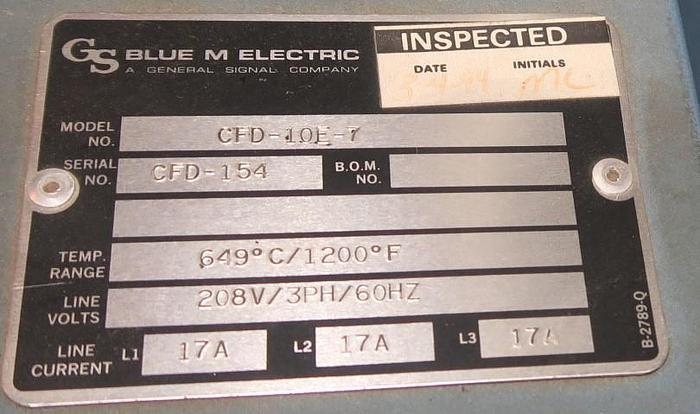 GS BLUE M ELECTRIC
A GENERAL SIGNAL COMPANY
INSPECTED
DATE INITIALS
MODEL NO. CFD-10E-7
SERIAL NO. CFD-154 B.O.M. NO.
TEMP. RANGE 649°C/1200°F
LINE VOLTS 208V/3PH/60HZ
LINE CURRENT L1 17A L2 17A L3 17A
B-2789-Q